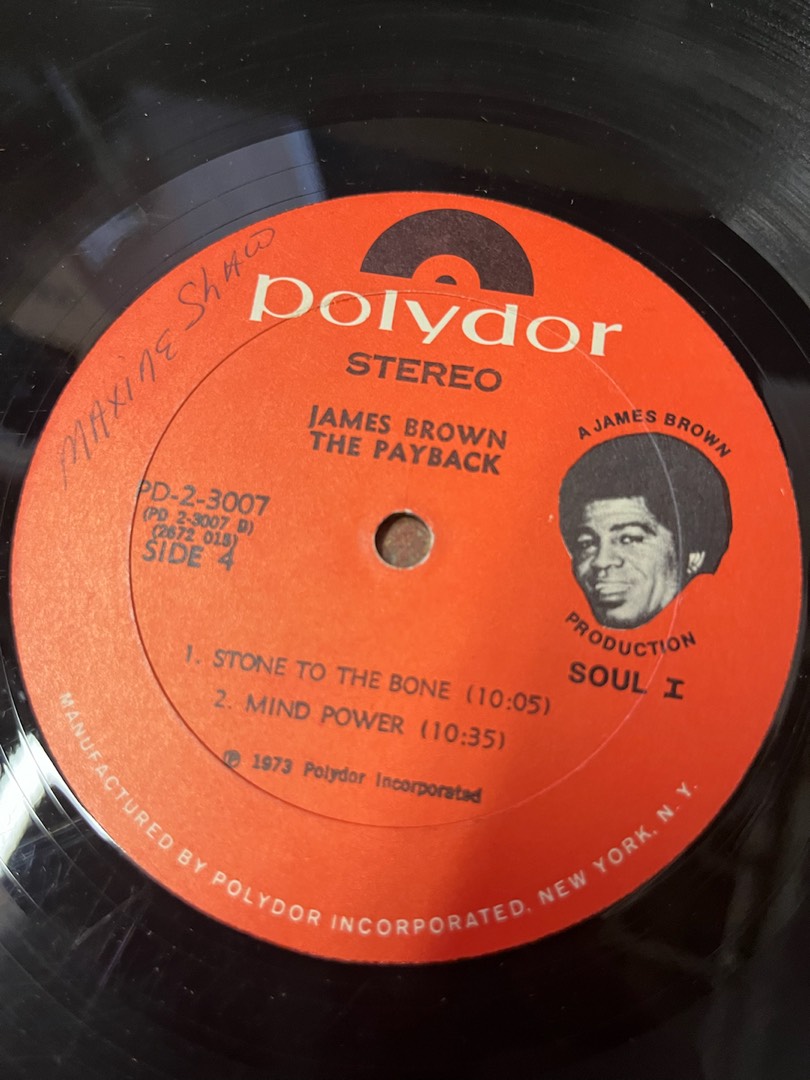 MAXINE SHAW
polydor
STEREO
JAMES BROWN
THE PAYBACK
A JAMES BROWN
PRODUCTION
SOUL I
PD-2-3007
(PD 2-3007 B)
(2672 018)
SIDE 4
1. STONE TO THE BONE (10:05)
2. MIND POWER (10:35)
℗ 1973 Polydor Incorporated
MANUFACTURED BY POLYDOR INCORPORATED, NEW YORK, N.Y.